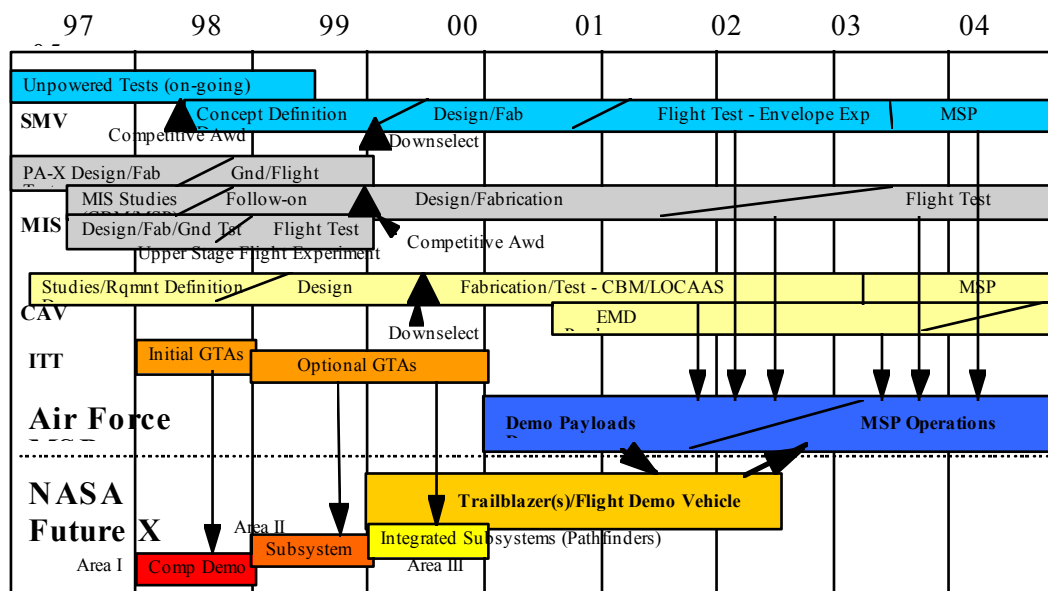 97 98 99 00 01 02 03 04
Unpowered Tests (on-going)
SMV
Concept Definition
Design/Fab
Flight Test - Envelope Exp
MSP
Competitive Awd
Downselect
PA-X Design/Fab
Gnd/Flight
MIS Studies
Follow-on
Design/Fabrication
Flight Test
MIS
Design/Fab/Gnd Tst
Flight Test
Competitive Awd
Upper Stage Flight Experiment
Studies/Rqmnt Definition
Design
Fabrication/Test - CBM/LOCAAS
MSP
CAV
EMD
Downselect
ITT
Initial GTAs
Optional GTAs
Air Force
Demo Payloads
MSP Operations
NASA
Future X
Trailblazer(s)/Flight Demo Vehicle
Area II
Subsystem
Integrated Subsystems (Pathfinders)
Area I
Comp Demo
Area III